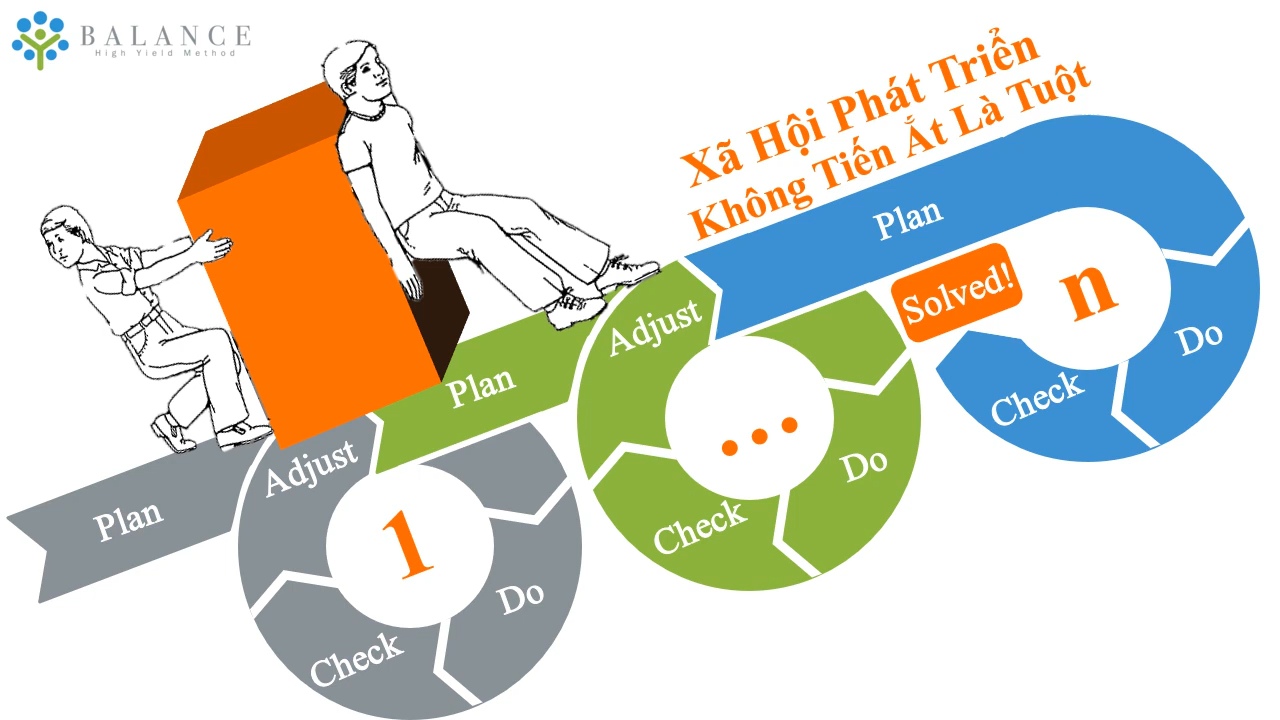 BALANCE
High Yield Method
Xã Hội Phát Triển
Không Tiến Ắt Là Tuột
Plan
Adjust
1
Do
Check
Plan
Adjust
...
Do
Check
Plan
Solved!
n
Do
Check